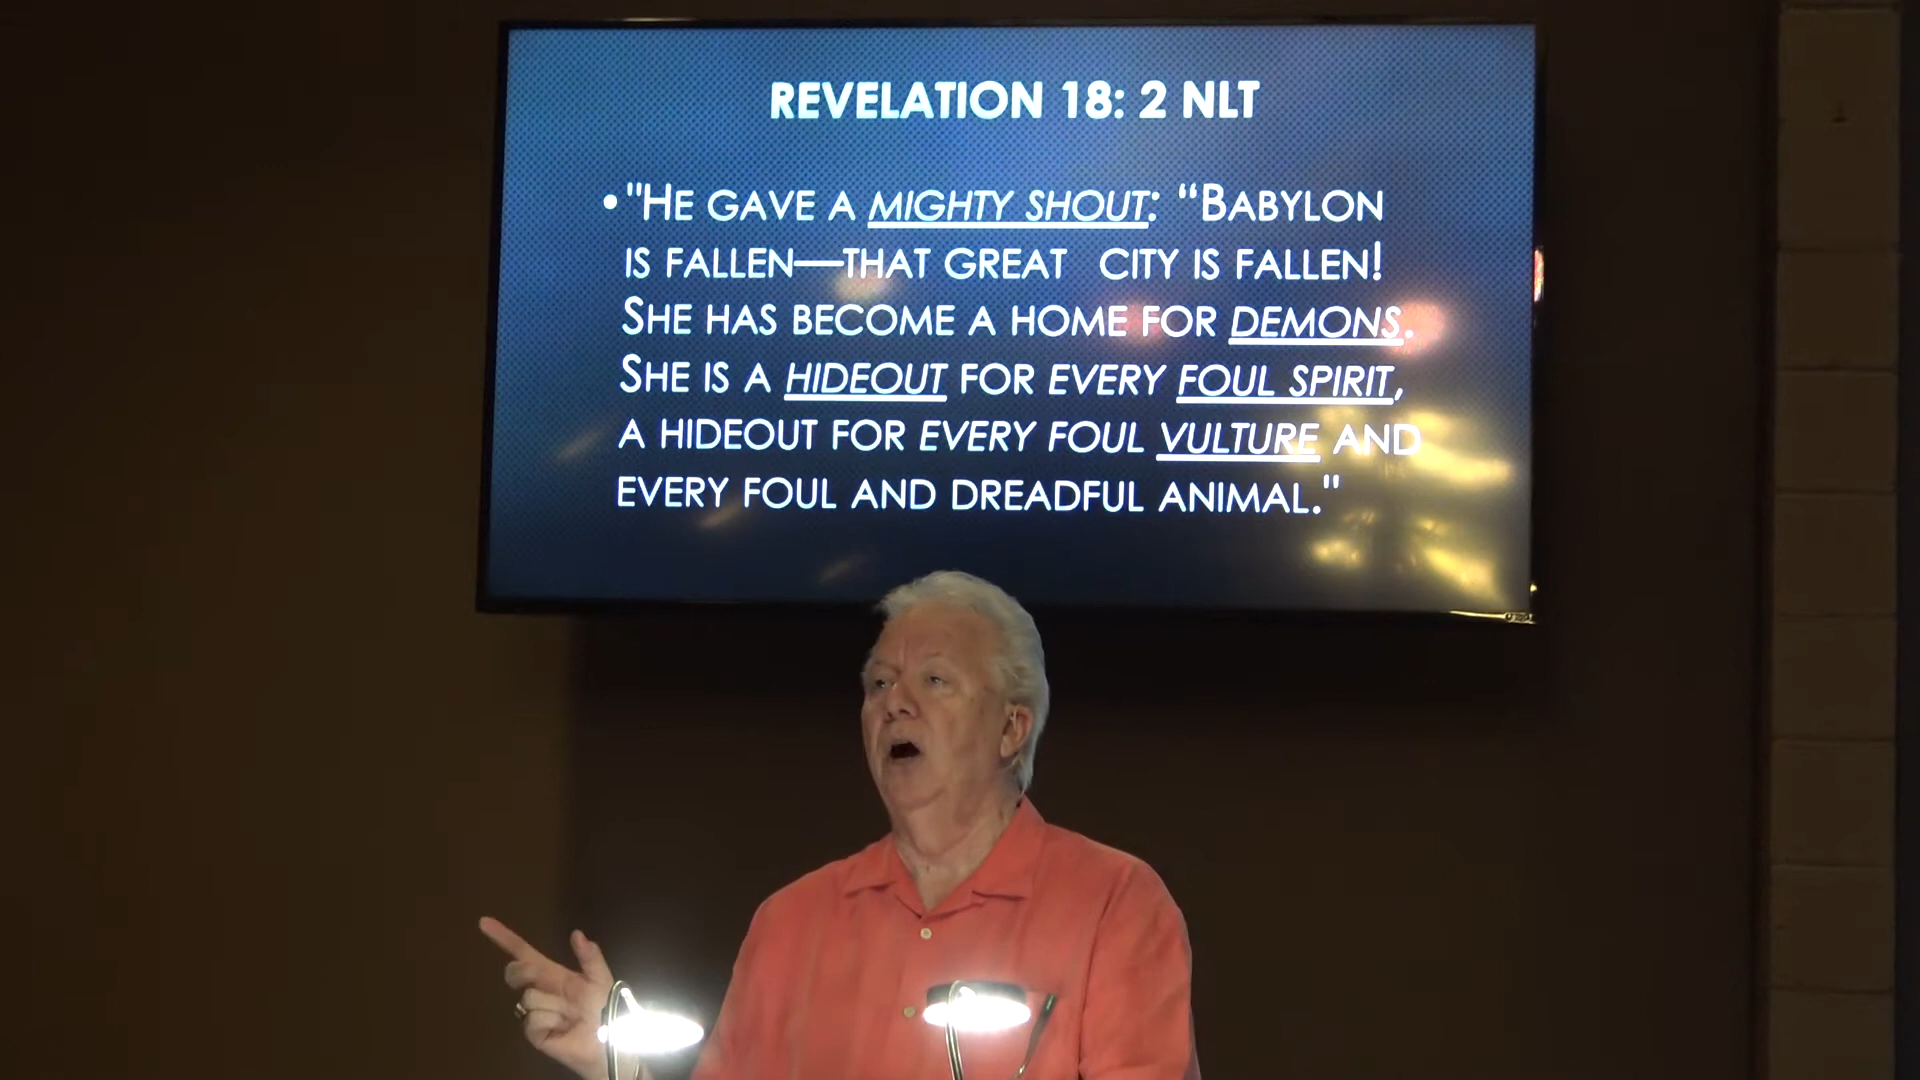 REVELATION 18: 2 NLT
• "HE GAVE A MIGHTY SHOUT: “BABYLON
IS FALLEN—THAT GREAT CITY IS FALLEN!
SHE HAS BECOME A HOME FOR DEMONS.
SHE IS A HIDEOUT FOR EVERY FOUL SPIRIT,
A HIDEOUT FOR EVERY FOUL VULTURE AND
EVERY FOUL AND DREADFUL ANIMAL."